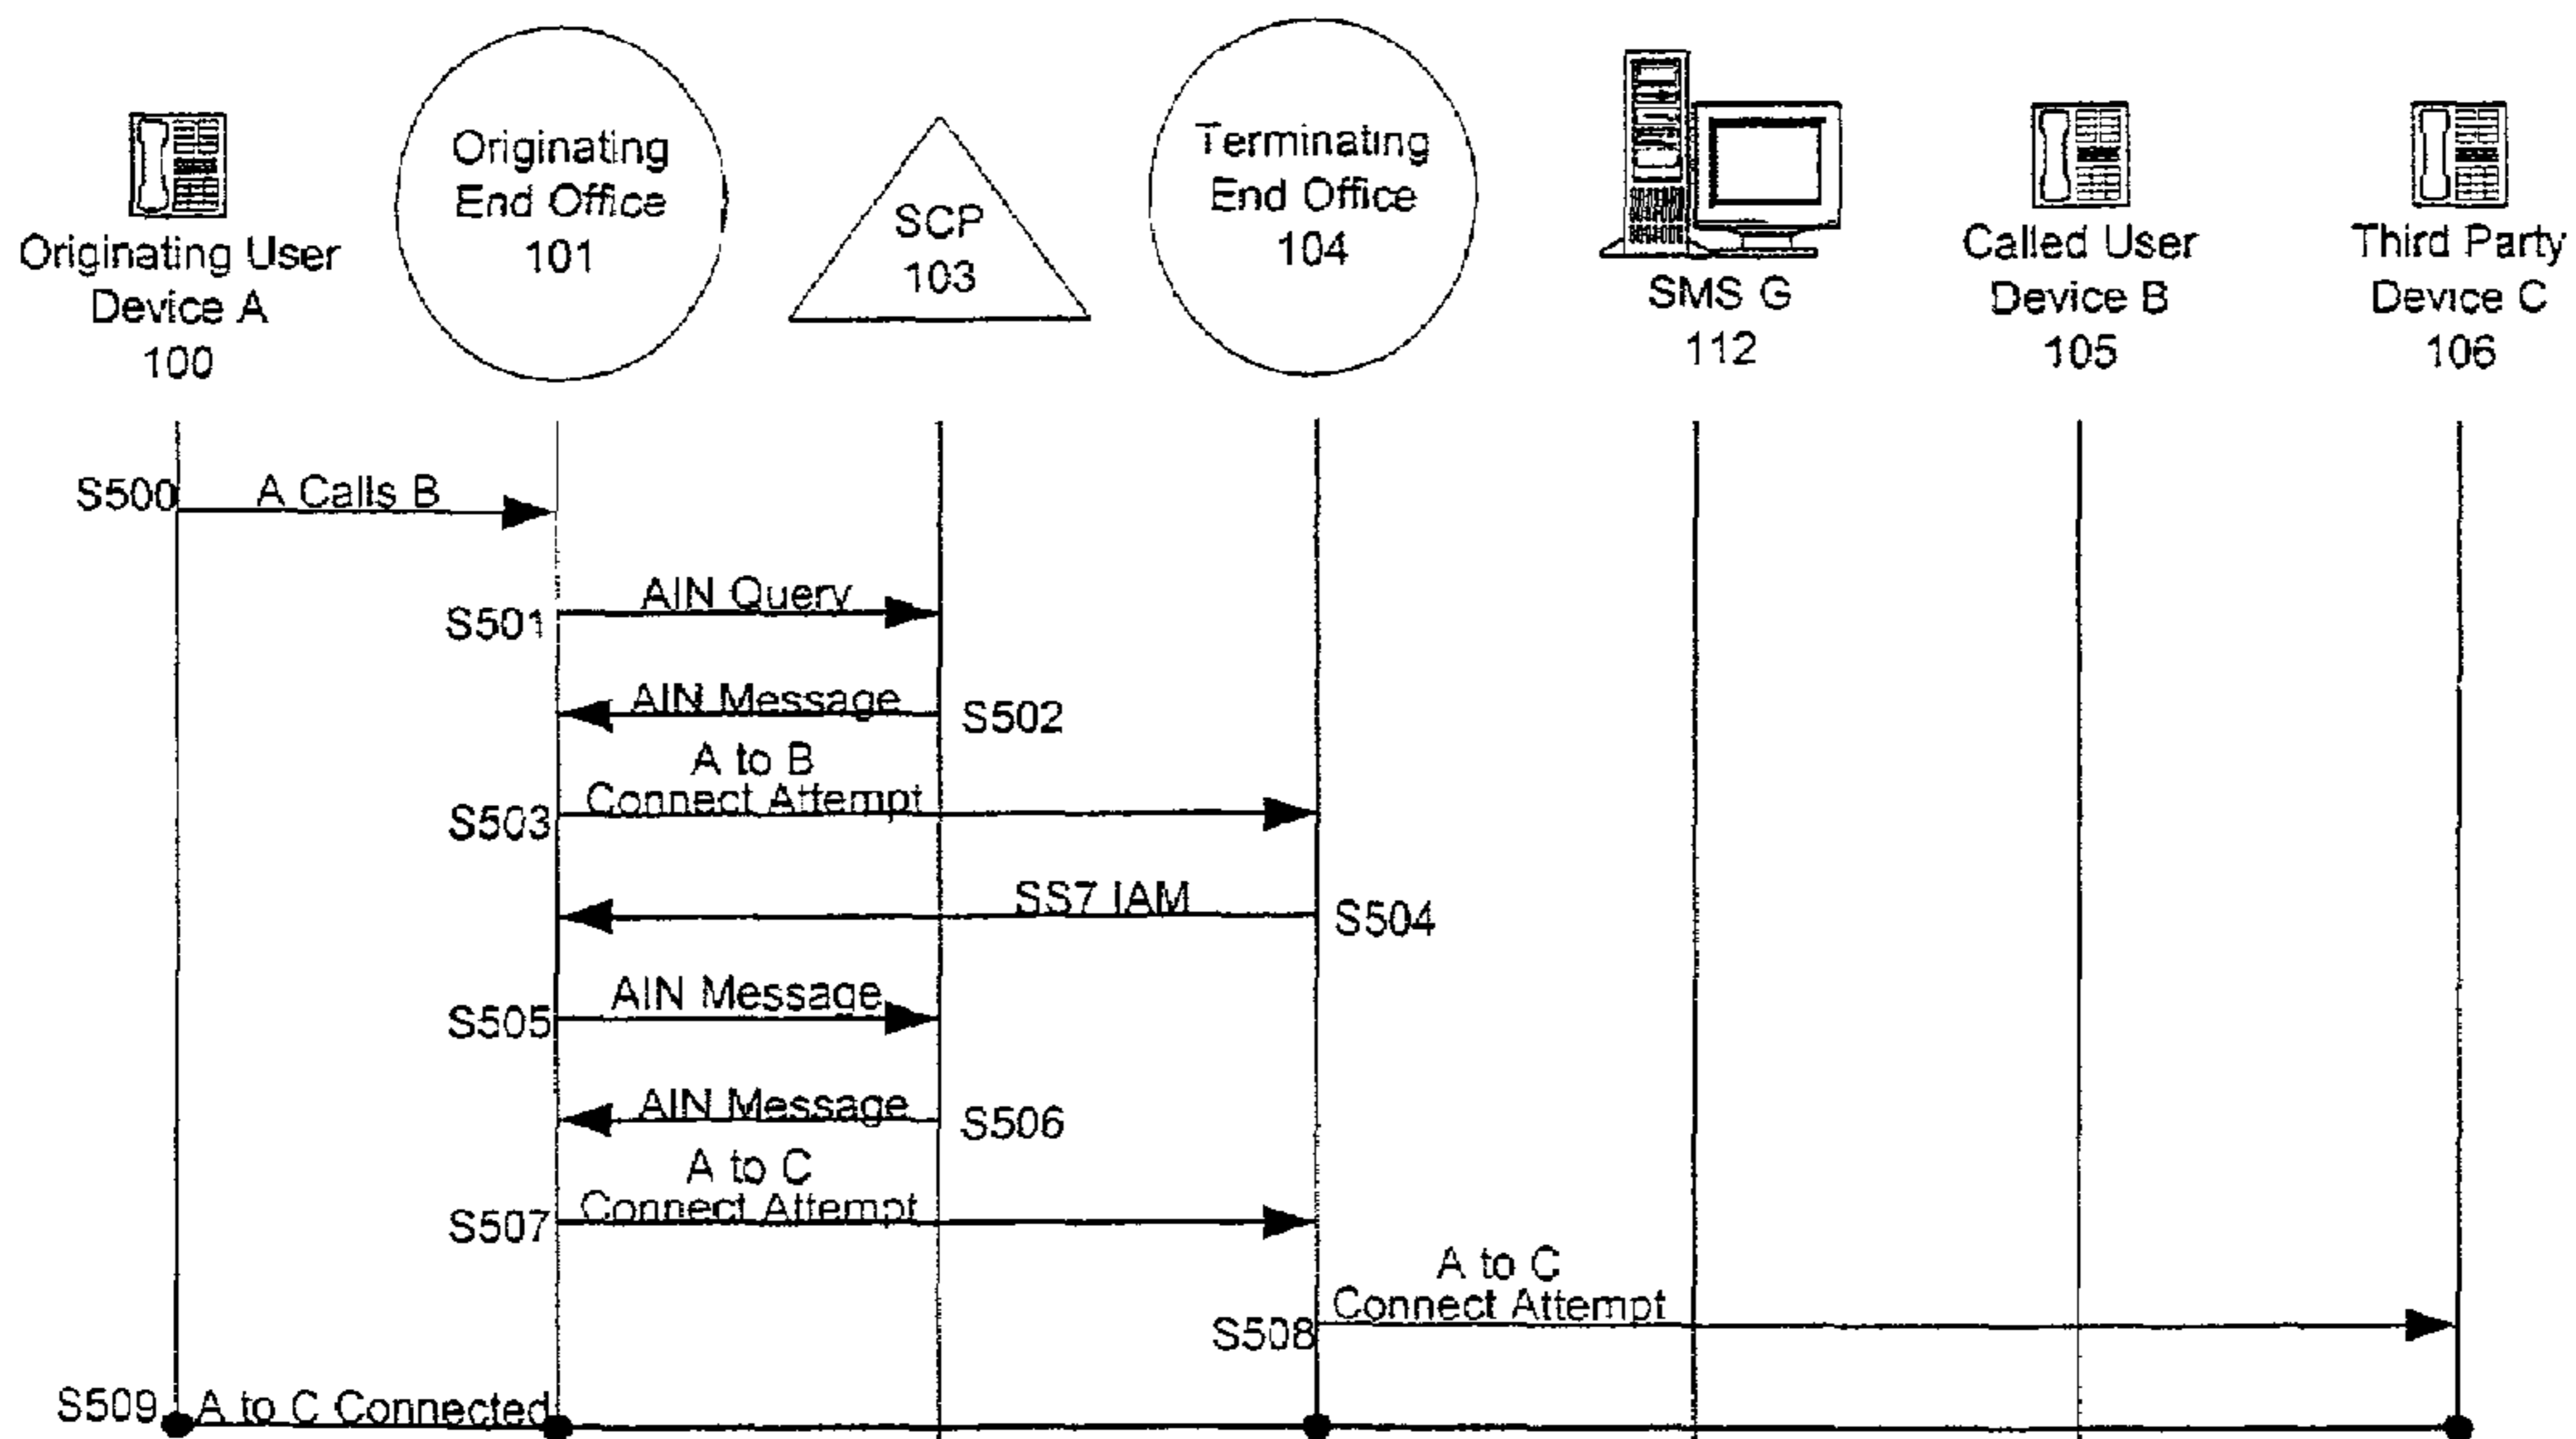 Originating User
Device A
100
Originating
End Office
101
SCP
103
Terminating
End Office
104
SMS G
112
Called User
Device B
105
Third Party
Device C
106
S500 A Calls B
AIN Query
S501
AIN Message
S502
A to B
Connect Attempt
S503
SS7 IAM
S504
AIN Message
S505
AIN Message
S506
A to C
Connect Attempt
S507
A to C
Connect Attempt
S508
S509 A to C Connected